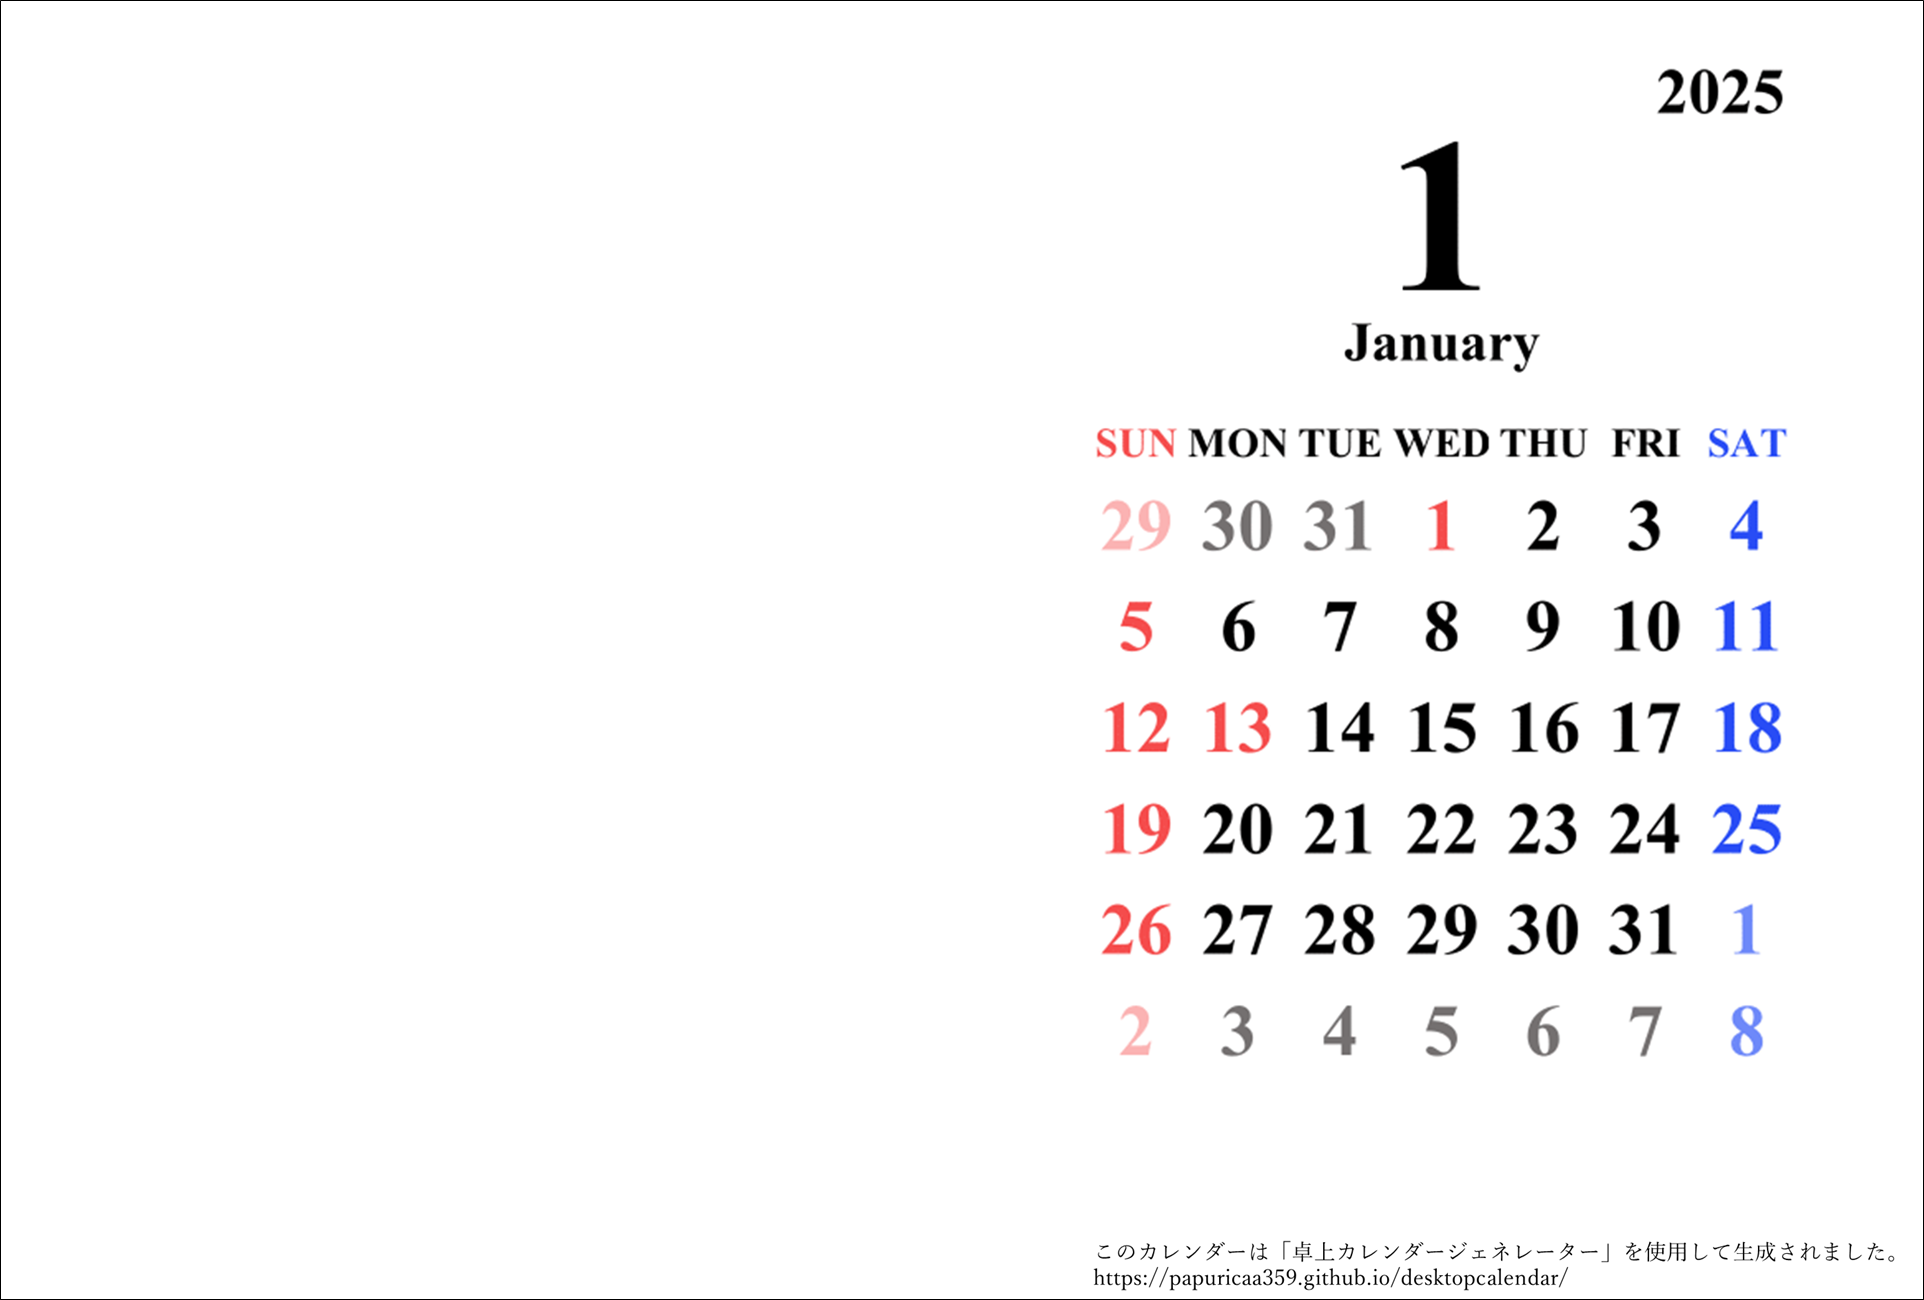 2025
1
January
SUN MON TUE WED THU FRI SAT
29 30 31 1 2 3 4
5 6 7 8 9 10 11
12 13 14 15 16 17 18
19 20 21 22 23 24 25
26 27 28 29 30 31 1
2 3 4 5 6 7 8
このカレンダーは「卓上カレンダージェネレーター」を使用して生成されました。
https://papuricaa359.github.io/desktopcalendar/